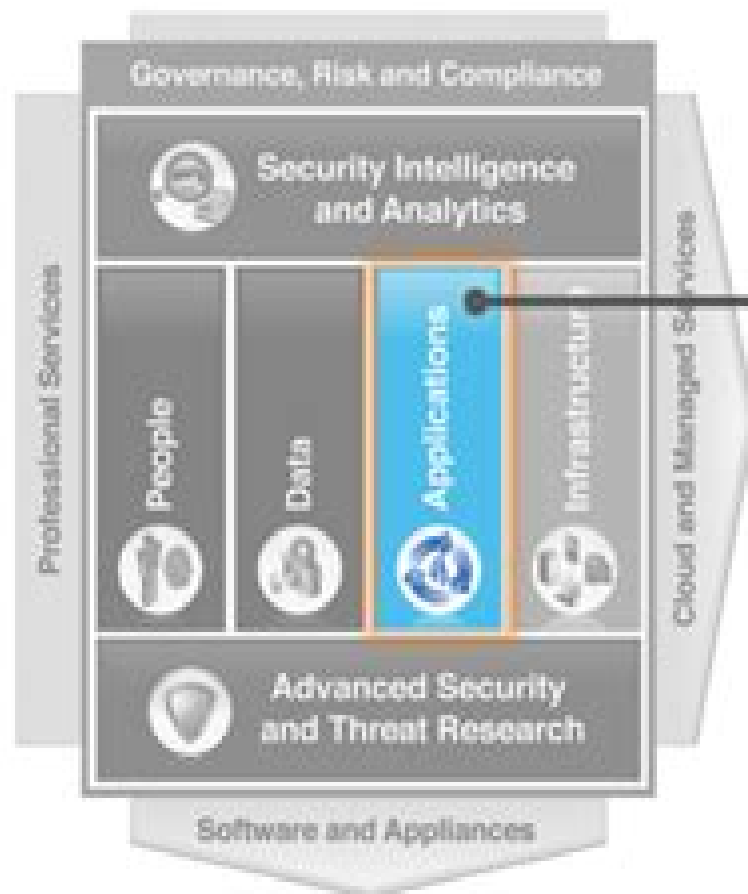 Governance, Risk and Compliance
Security Intelligence
and Analytics
Professional Services
People
Data
Applications
Infrastructure
Cloud and Managed Services
Advanced Security
and Threat Research
Software and Appliances